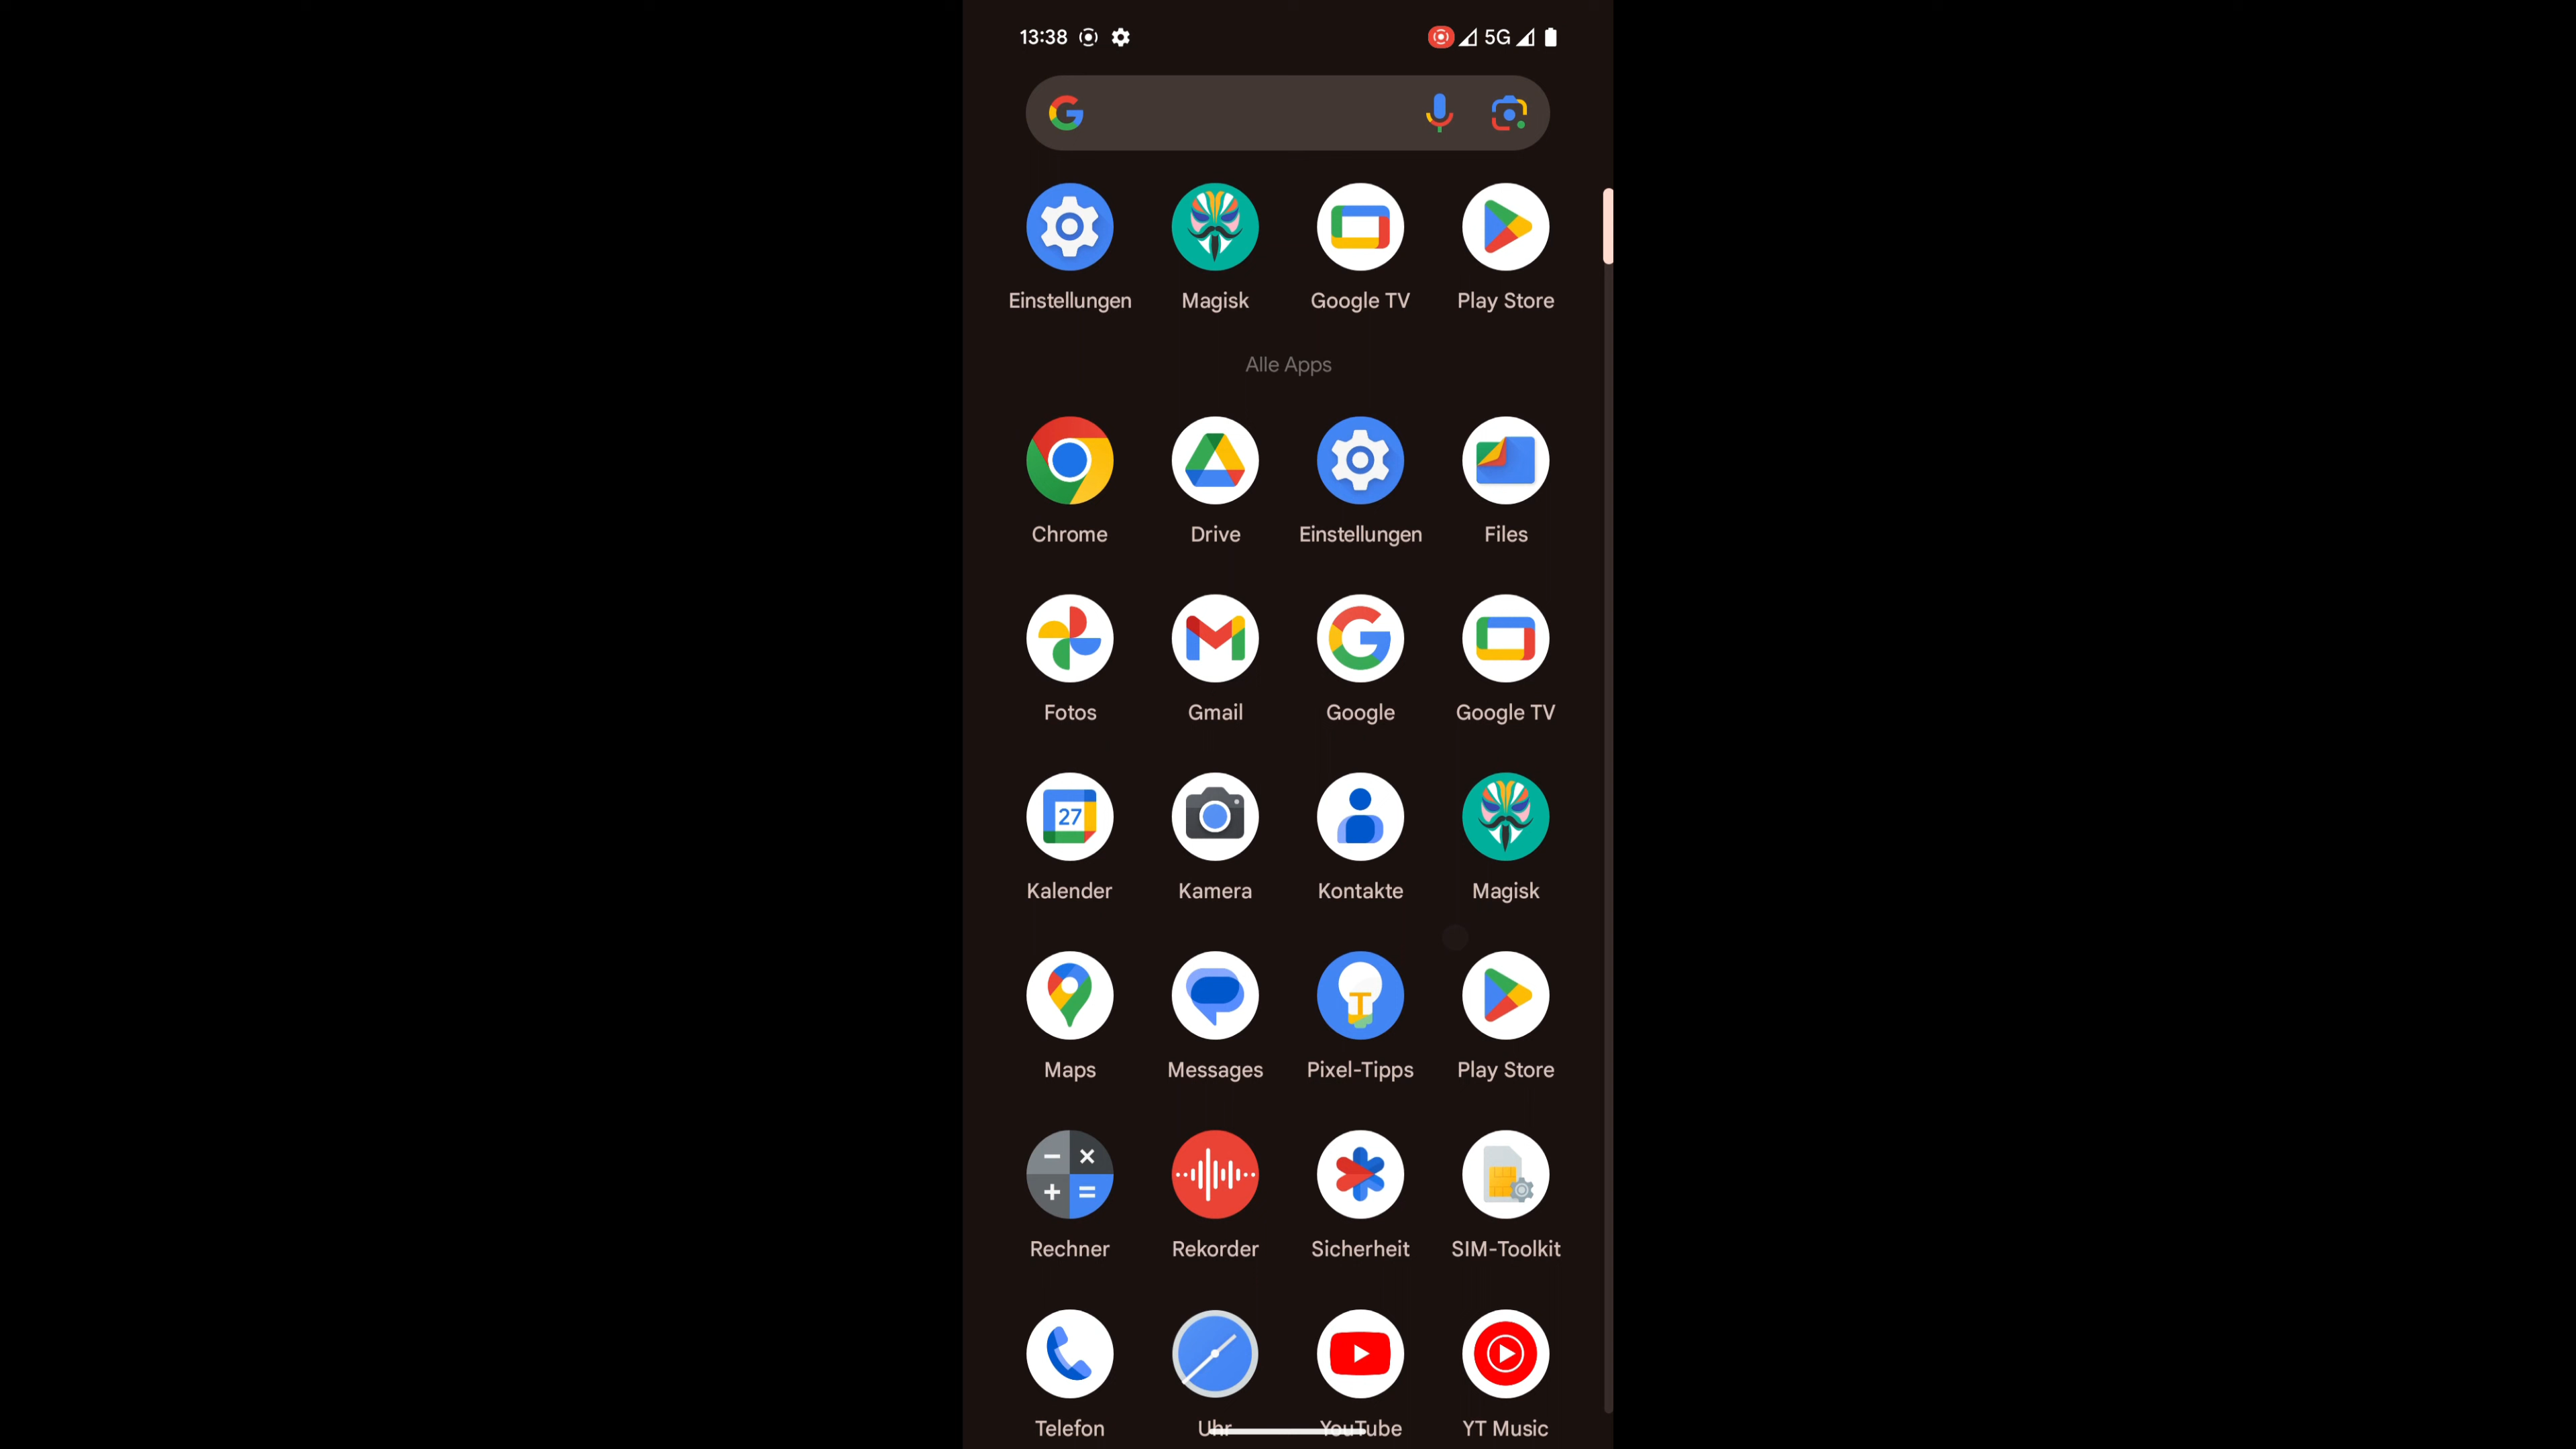 13:38 5G
Einstellungen Magisk Google TV Play Store
Alle Apps
Chrome Drive Einstellungen Files
Fotos Gmail Google Google TV
27
Kalender Kamera Kontakte Magisk
Maps Messages Pixel-Tipps Play Store
Rechner Rekorder Sicherheit SIM-Toolkit
Telefon Uhr YouTube YT Music